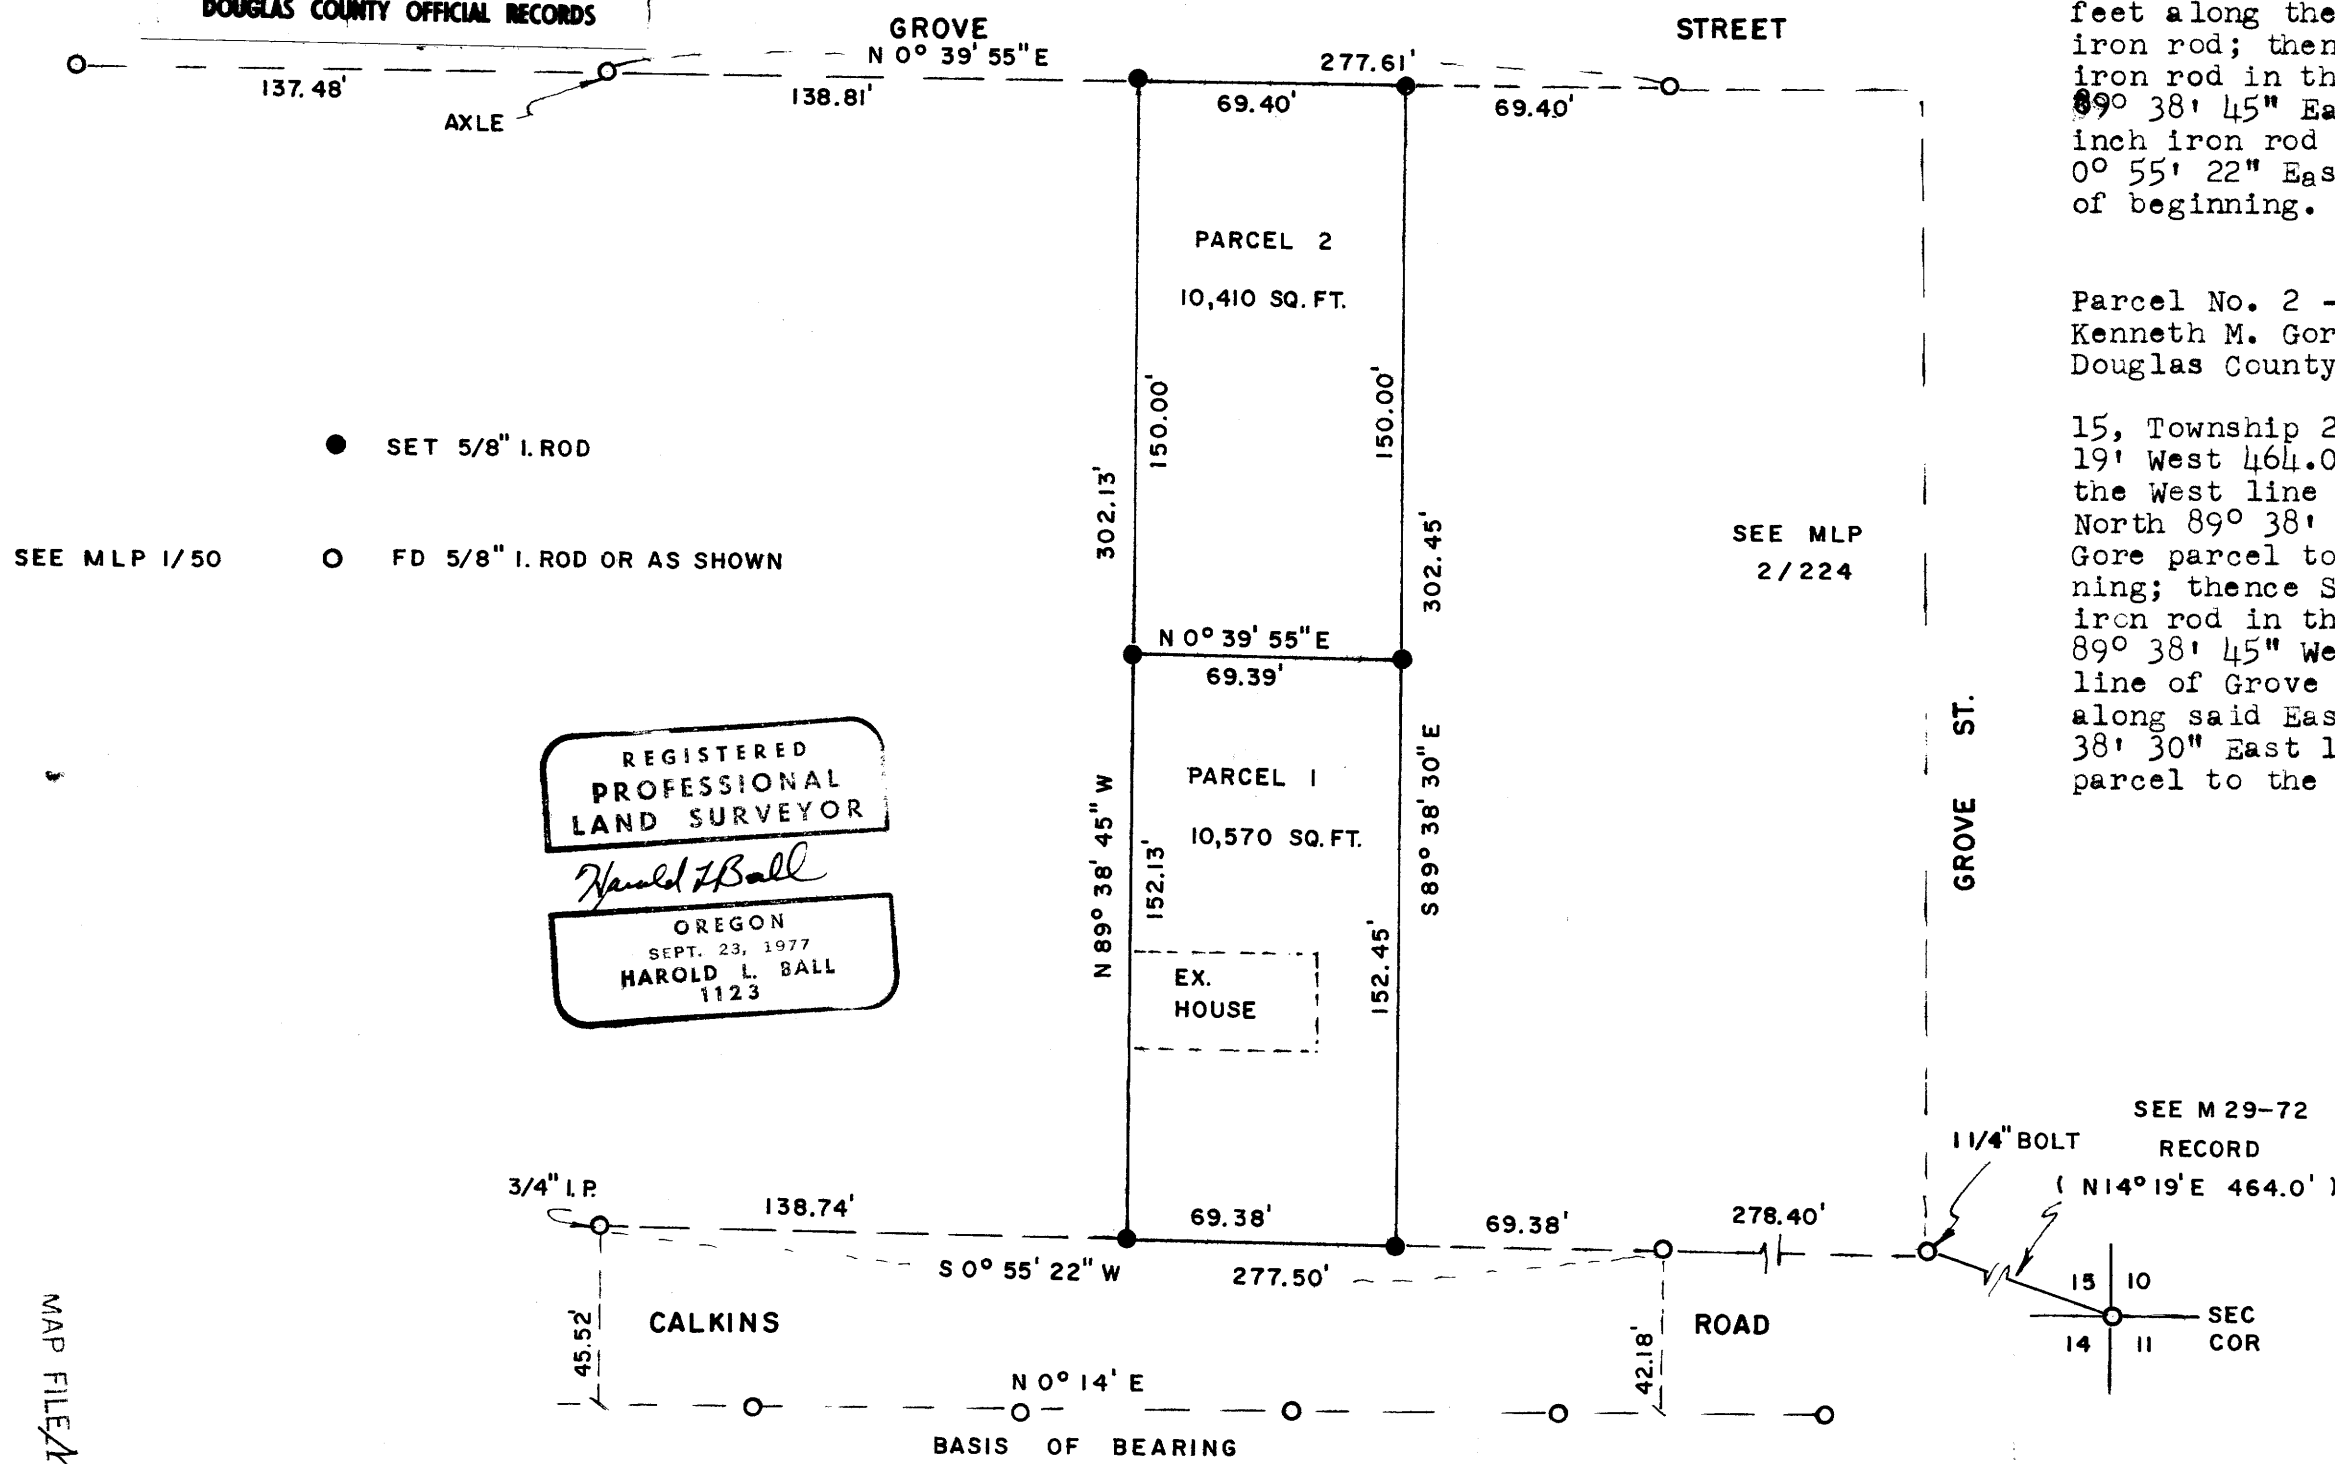 DOUGLAS COUNTY OFFICIAL RECORDS
GROVE STREET
N 0° 39' 55" E 277.61'
137.48' 138.81' 69.40' 69.40'
AXLE
PARCEL 2
10,410 SQ. FT.
150.00'
150.00'
302.13'
302.45'
● SET 5/8" I. ROD
SEE MLP 1/50
○ FD 5/8" I. ROD OR AS SHOWN
SEE MLP
2/224
N 0° 39' 55" E
69.39'
GROVE ST.
REGISTERED
PROFESSIONAL
LAND SURVEYOR
Harold L Ball
OREGON
SEPT. 23, 1977
HAROLD L. BALL
1123
PARCEL 1
10,570 SQ. FT.
N 89° 38' 45" W
152.13'
S 89° 38' 30" E
152.45'
EX.
HOUSE
3/4" I.P.
138.74' 69.38' 69.38' 278.40'
S 0° 55' 22" W 277.50'
1 1/4" BOLT
SEE M 29-72
RECORD
( N 14° 19' E 464.0' )
15 10
14 11
SEC
COR
45.52'
CALKINS ROAD
42.18'
N 0° 14' E
BASIS OF BEARING
MAP FILE
feet along the
iron rod; then
iron rod in th
89° 38' 45" Ea
inch iron rod
0° 55' 22" Eas
of beginning.
Parcel No. 2 -
Kenneth M. Gor
Douglas County
15, Township 2
19' West 464.0
the West line
North 89° 38'
Gore parcel to
ning; thence S
iron rod in th
89° 38' 45" We
line of Grove
along said Eas
38' 30" East 1
parcel to the